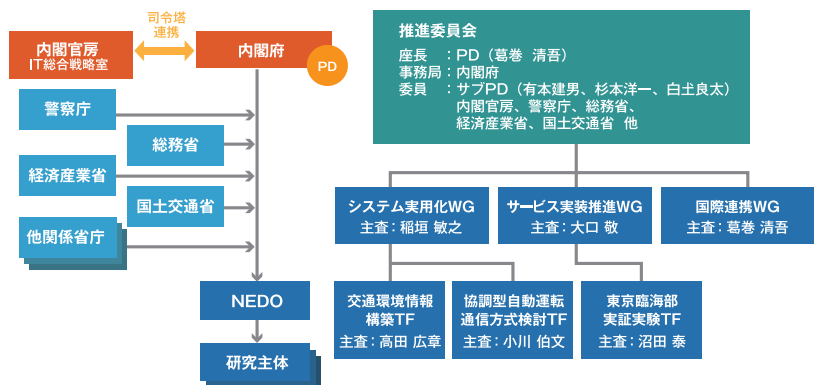 司令塔
連携
内閣官房
IT総合戦略室
内閣府
PD
警察庁
総務省
経済産業省
国土交通省
他関係省庁
NEDO
研究主体
推進委員会
座長 ：PD（葛巻 清吾）
事務局：内閣府
委員 ：サブPD（有本建男、杉本洋一、白𡈽良太）
内閣官房、警察庁、総務省、
経済産業省、国土交通省 他
システム実用化WG
主査：稲垣 敏之
サービス実装推進WG
主査：大口 敬
国際連携WG
主査：葛巻 清吾
交通環境情報
構築TF
主査：高田 広章
協調型自動運転
通信方式検討TF
主査：小川 伯文
東京臨海部
実証実験TF
主査：沼田 泰